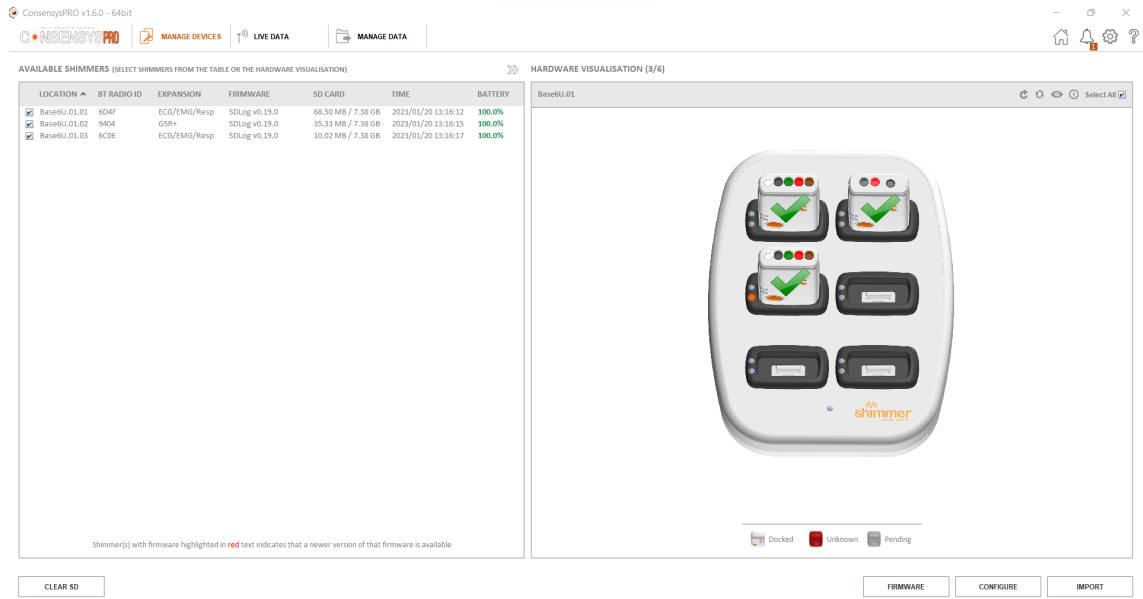 ConsensysPRO v1.6.0 - 64bit
CONSENSYSPRO
MANAGE DEVICES
LIVE DATA
MANAGE DATA
1
AVAILABLE SHIMMERS (SELECT SHIMMERS FROM THE TABLE OR THE HARDWARE VISUALISATION)
LOCATION BT RADIO ID EXPANSION FIRMWARE SD CARD TIME BATTERY
Base6U.01.01 6D4F ECG/EMG/Resp SDLog v0.19.0 68.50 MB / 7.38 GB 2023/01/20 13:16:12 100.0%
Base6U.01.02 9404 GSR+ SDLog v0.19.0 35.33 MB / 7.38 GB 2023/01/20 13:16:15 100.0%
Base6U.01.03 6C0E ECG/EMG/Resp SDLog v0.19.0 10.02 MB / 7.38 GB 2023/01/20 13:16:17 100.0%
Shimmer(s) with firmware highlighted in red text indicates that a newer version of that firmware is available
HARDWARE VISUALISATION (3/6)
Base6U.01
Select All
shimmer
Docked
Unknown
Pending
CLEAR SD
FIRMWARE
CONFIGURE
IMPORT